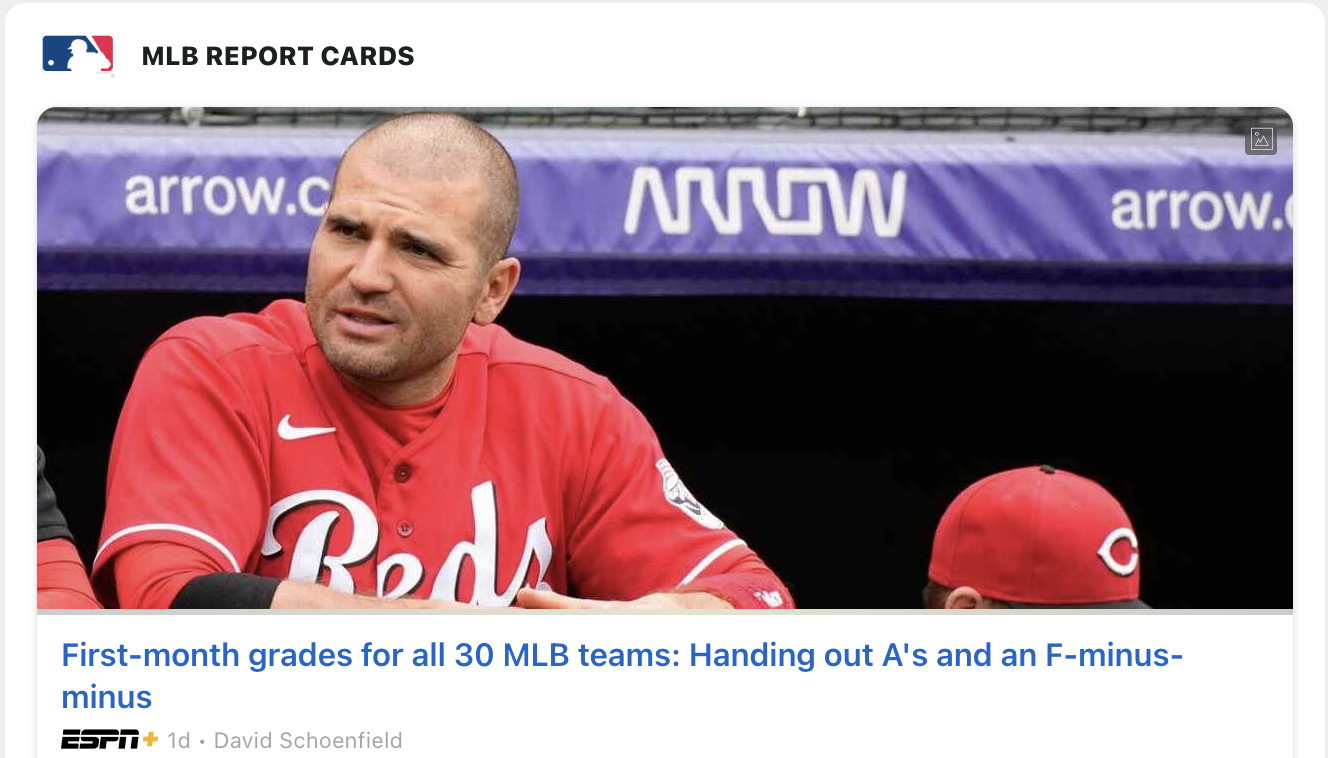 MLB REPORT CARDS
arrow.c
ARROW
arrow.
Reds
C
First-month grades for all 30 MLB teams: Handing out A's and an F-minus-
minus
ESPN+ 1d • David Schoenfield